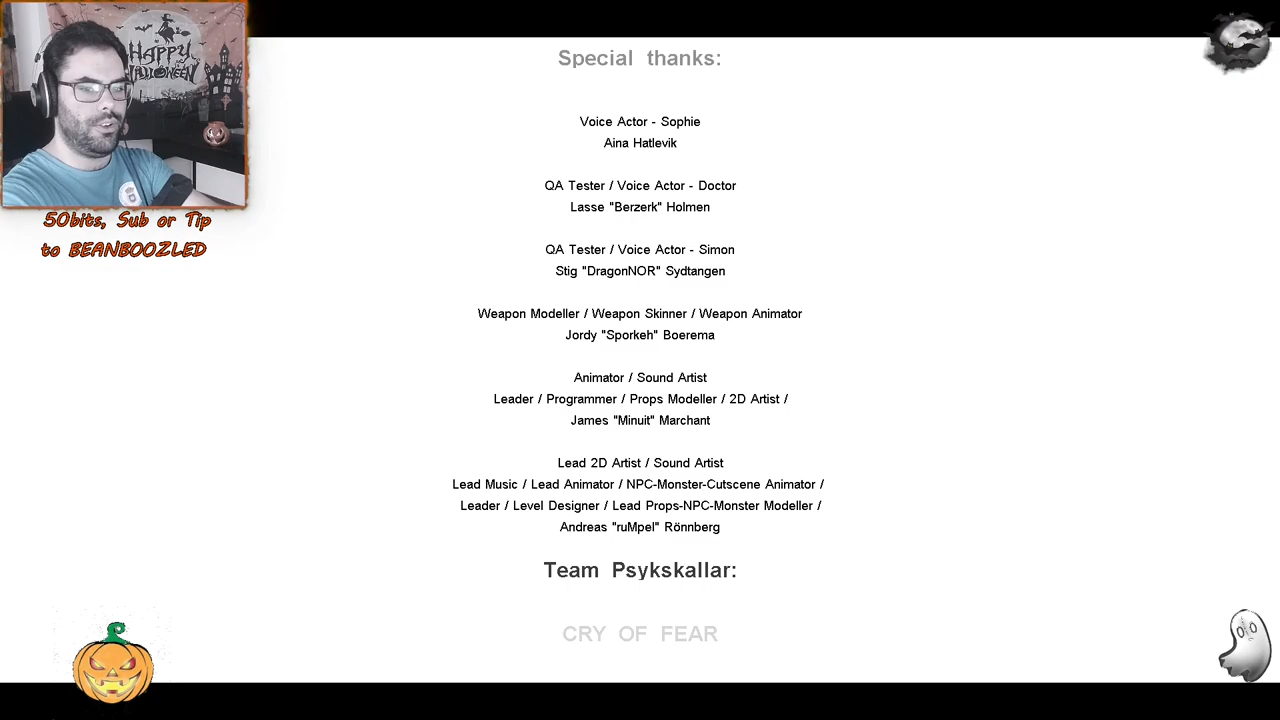 HAPPY
HALLOWEEN
50bits, Sub or Tip
to BEANBOOZLED
Special thanks:
Voice Actor - Sophie
Aina Hatlevik
QA Tester / Voice Actor - Doctor
Lasse "Berzerk" Holmen
QA Tester / Voice Actor - Simon
Stig "DragonNOR" Sydtangen
Weapon Modeller / Weapon Skinner / Weapon Animator
Jordy "Sporkeh" Boerema
Animator / Sound Artist
Leader / Programmer / Props Modeller / 2D Artist /
James "Minuit" Marchant
Lead 2D Artist / Sound Artist
Lead Music / Lead Animator / NPC-Monster-Cutscene Animator /
Leader / Level Designer / Lead Props-NPC-Monster Modeller /
Andreas "ruMpel" Rönnberg
Team Psykskallar:
CRY OF FEAR